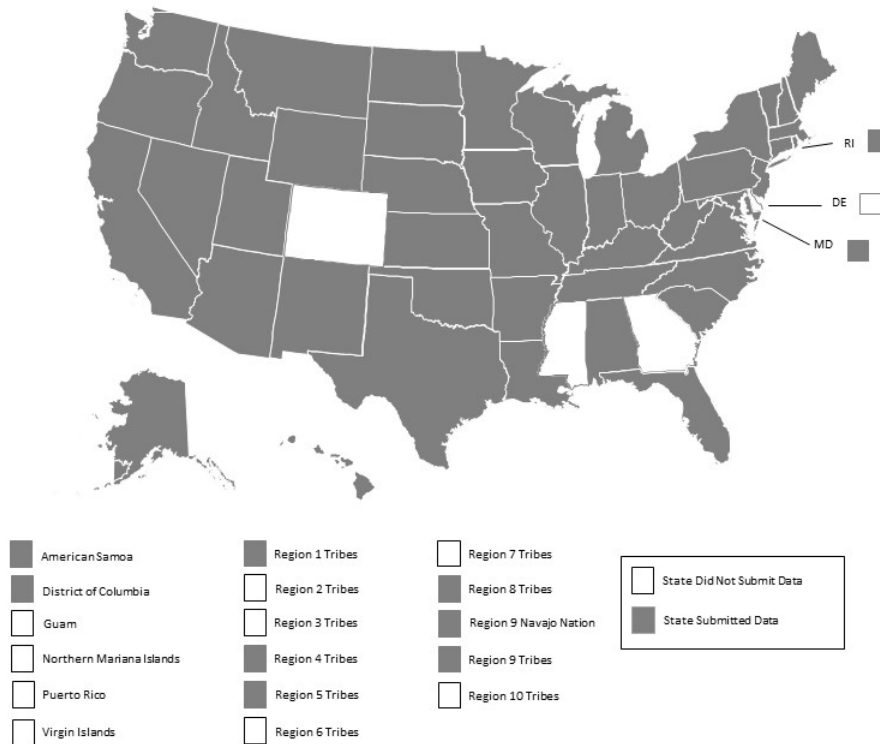 RI
DE
MD
American Samoa
District of Columbia
Guam
Northern Mariana Islands
Puerto Rico
Virgin Islands
Region 1 Tribes
Region 2 Tribes
Region 3 Tribes
Region 4 Tribes
Region 5 Tribes
Region 6 Tribes
Region 7 Tribes
Region 8 Tribes
Region 9 Navajo Nation
Region 9 Tribes
Region 10 Tribes
State Did Not Submit Data
State Submitted Data